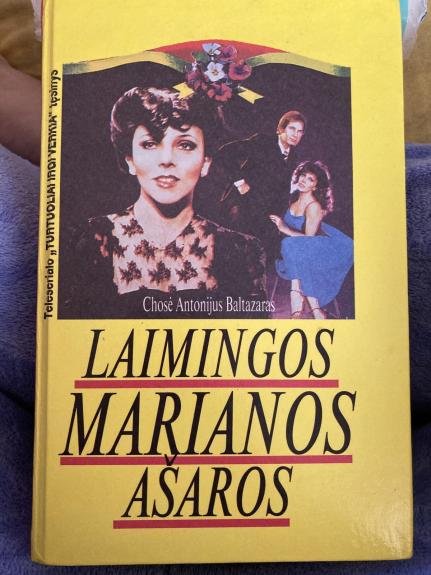 Teleserialo „TURTUOLIAI IRGI VERKIA" tęsinys
Chosė Antonijus Baltazaras
LAIMINGOS
MARIANOS
AŠAROS